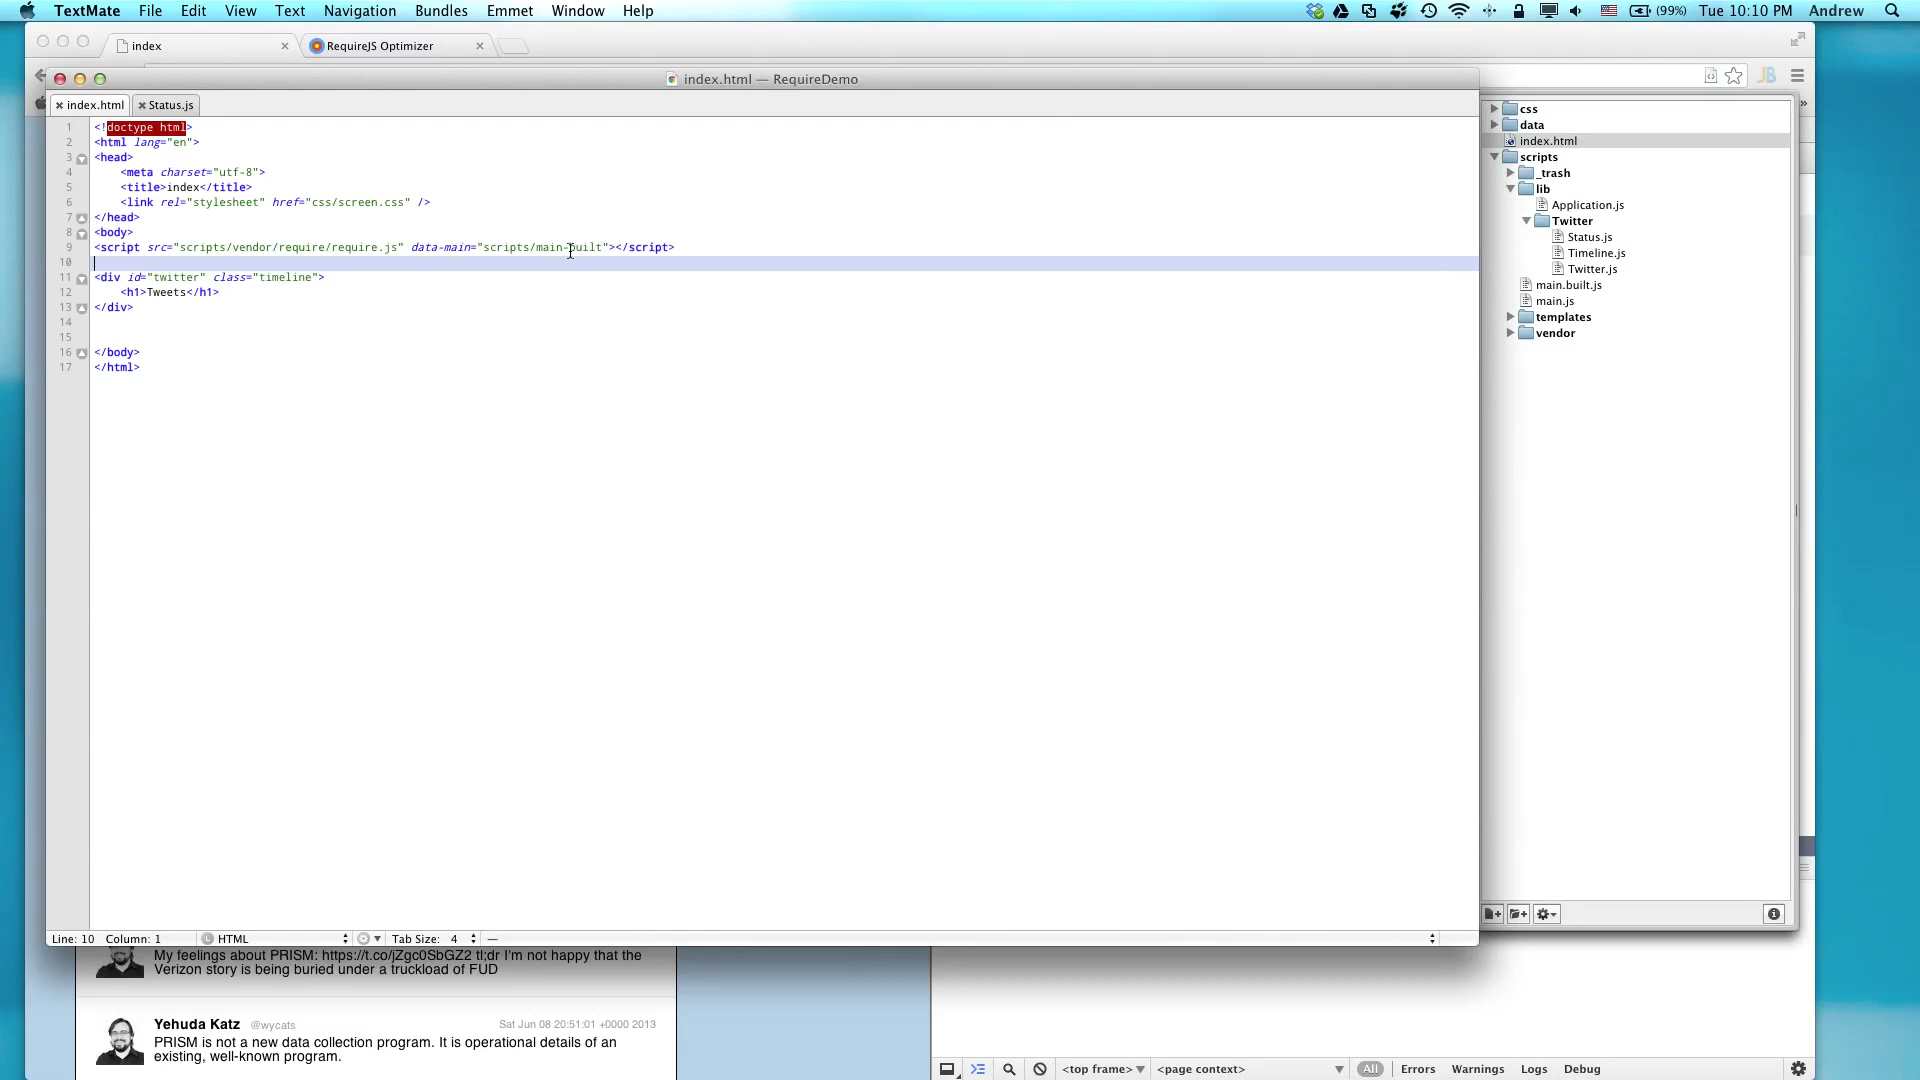 TextMate File Edit View Text Navigation Bundles Emmet Window Help (99%) Tue 10:10 PM Andrew
index RequireJS Optimizer
index.html — RequireDemo
index.html Status.js
1 <!doctype html>
2 <html lang="en">
3 <head>
4 <meta charset="utf-8">
5 <title>index</title>
6 <link rel="stylesheet" href="css/screen.css" />
7 </head>
8 <body>
9 <script src="scripts/vendor/require/require.js" data-main="scripts/main-built"></script>
10
11 <div id="twitter" class="timeline">
12 <h1>Tweets</h1>
13 </div>
14
15
16 </body>
17 </html>
css
data
index.html
scripts
_trash
lib
Application.js
Twitter
Status.js
Timeline.js
Twitter.js
main.built.js
main.js
templates
vendor
Line: 10 Column: 1 HTML Tab Size: 4 —
My feelings about PRISM: https://t.co/jZgc0SbGZ2 tl;dr I'm not happy that the
Verizon story is being buried under a truckload of FUD
Yehuda Katz @wycats Sat Jun 08 20:51:01 +0000 2013
PRISM is not a new data collection program. It is operational details of an
existing, well-known program.
<top frame> <page context> All Errors Warnings Logs Debug